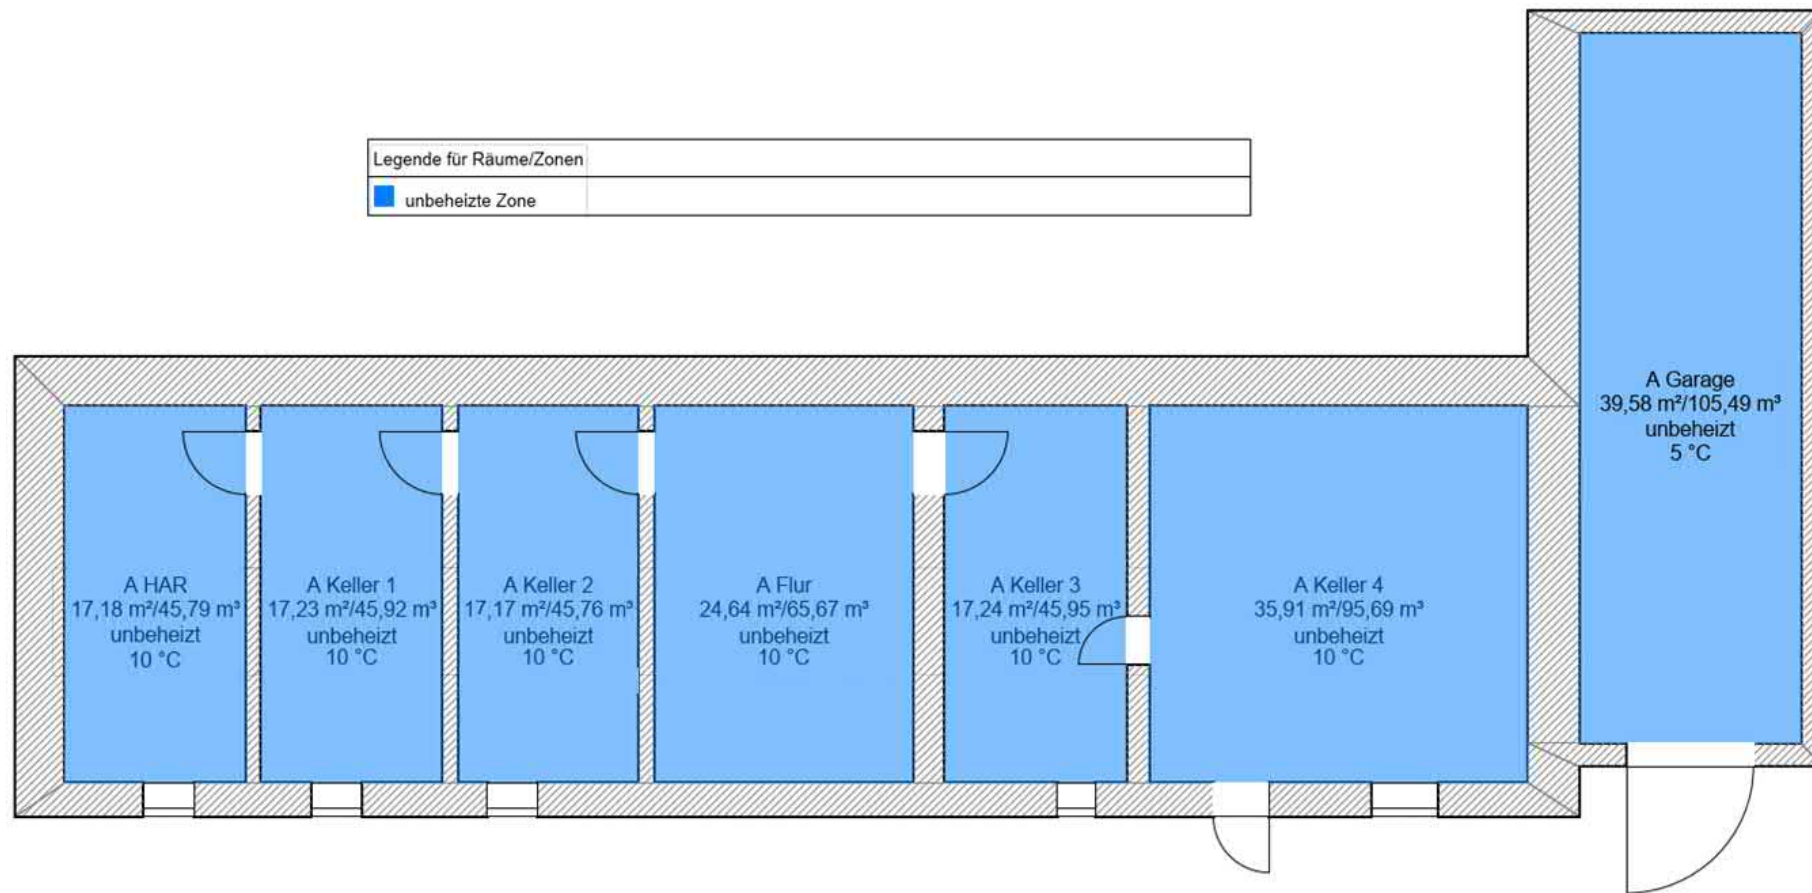 Legende für Räume/Zonen
unbeheizte Zone
A Garage
39,58 m²/105,49 m³
unbeheizt
5 °C
A HAR
17,18 m²/45,79 m³
unbeheizt
10 °C
A Keller 1
17,23 m²/45,92 m³
unbeheizt
10 °C
A Keller 2
17,17 m²/45,76 m³
unbeheizt
10 °C
A Flur
24,64 m²/65,67 m³
unbeheizt
10 °C
A Keller 3
17,24 m²/45,95 m³
unbeheizt
10 °C
A Keller 4
35,91 m²/95,69 m³
unbeheizt
10 °C